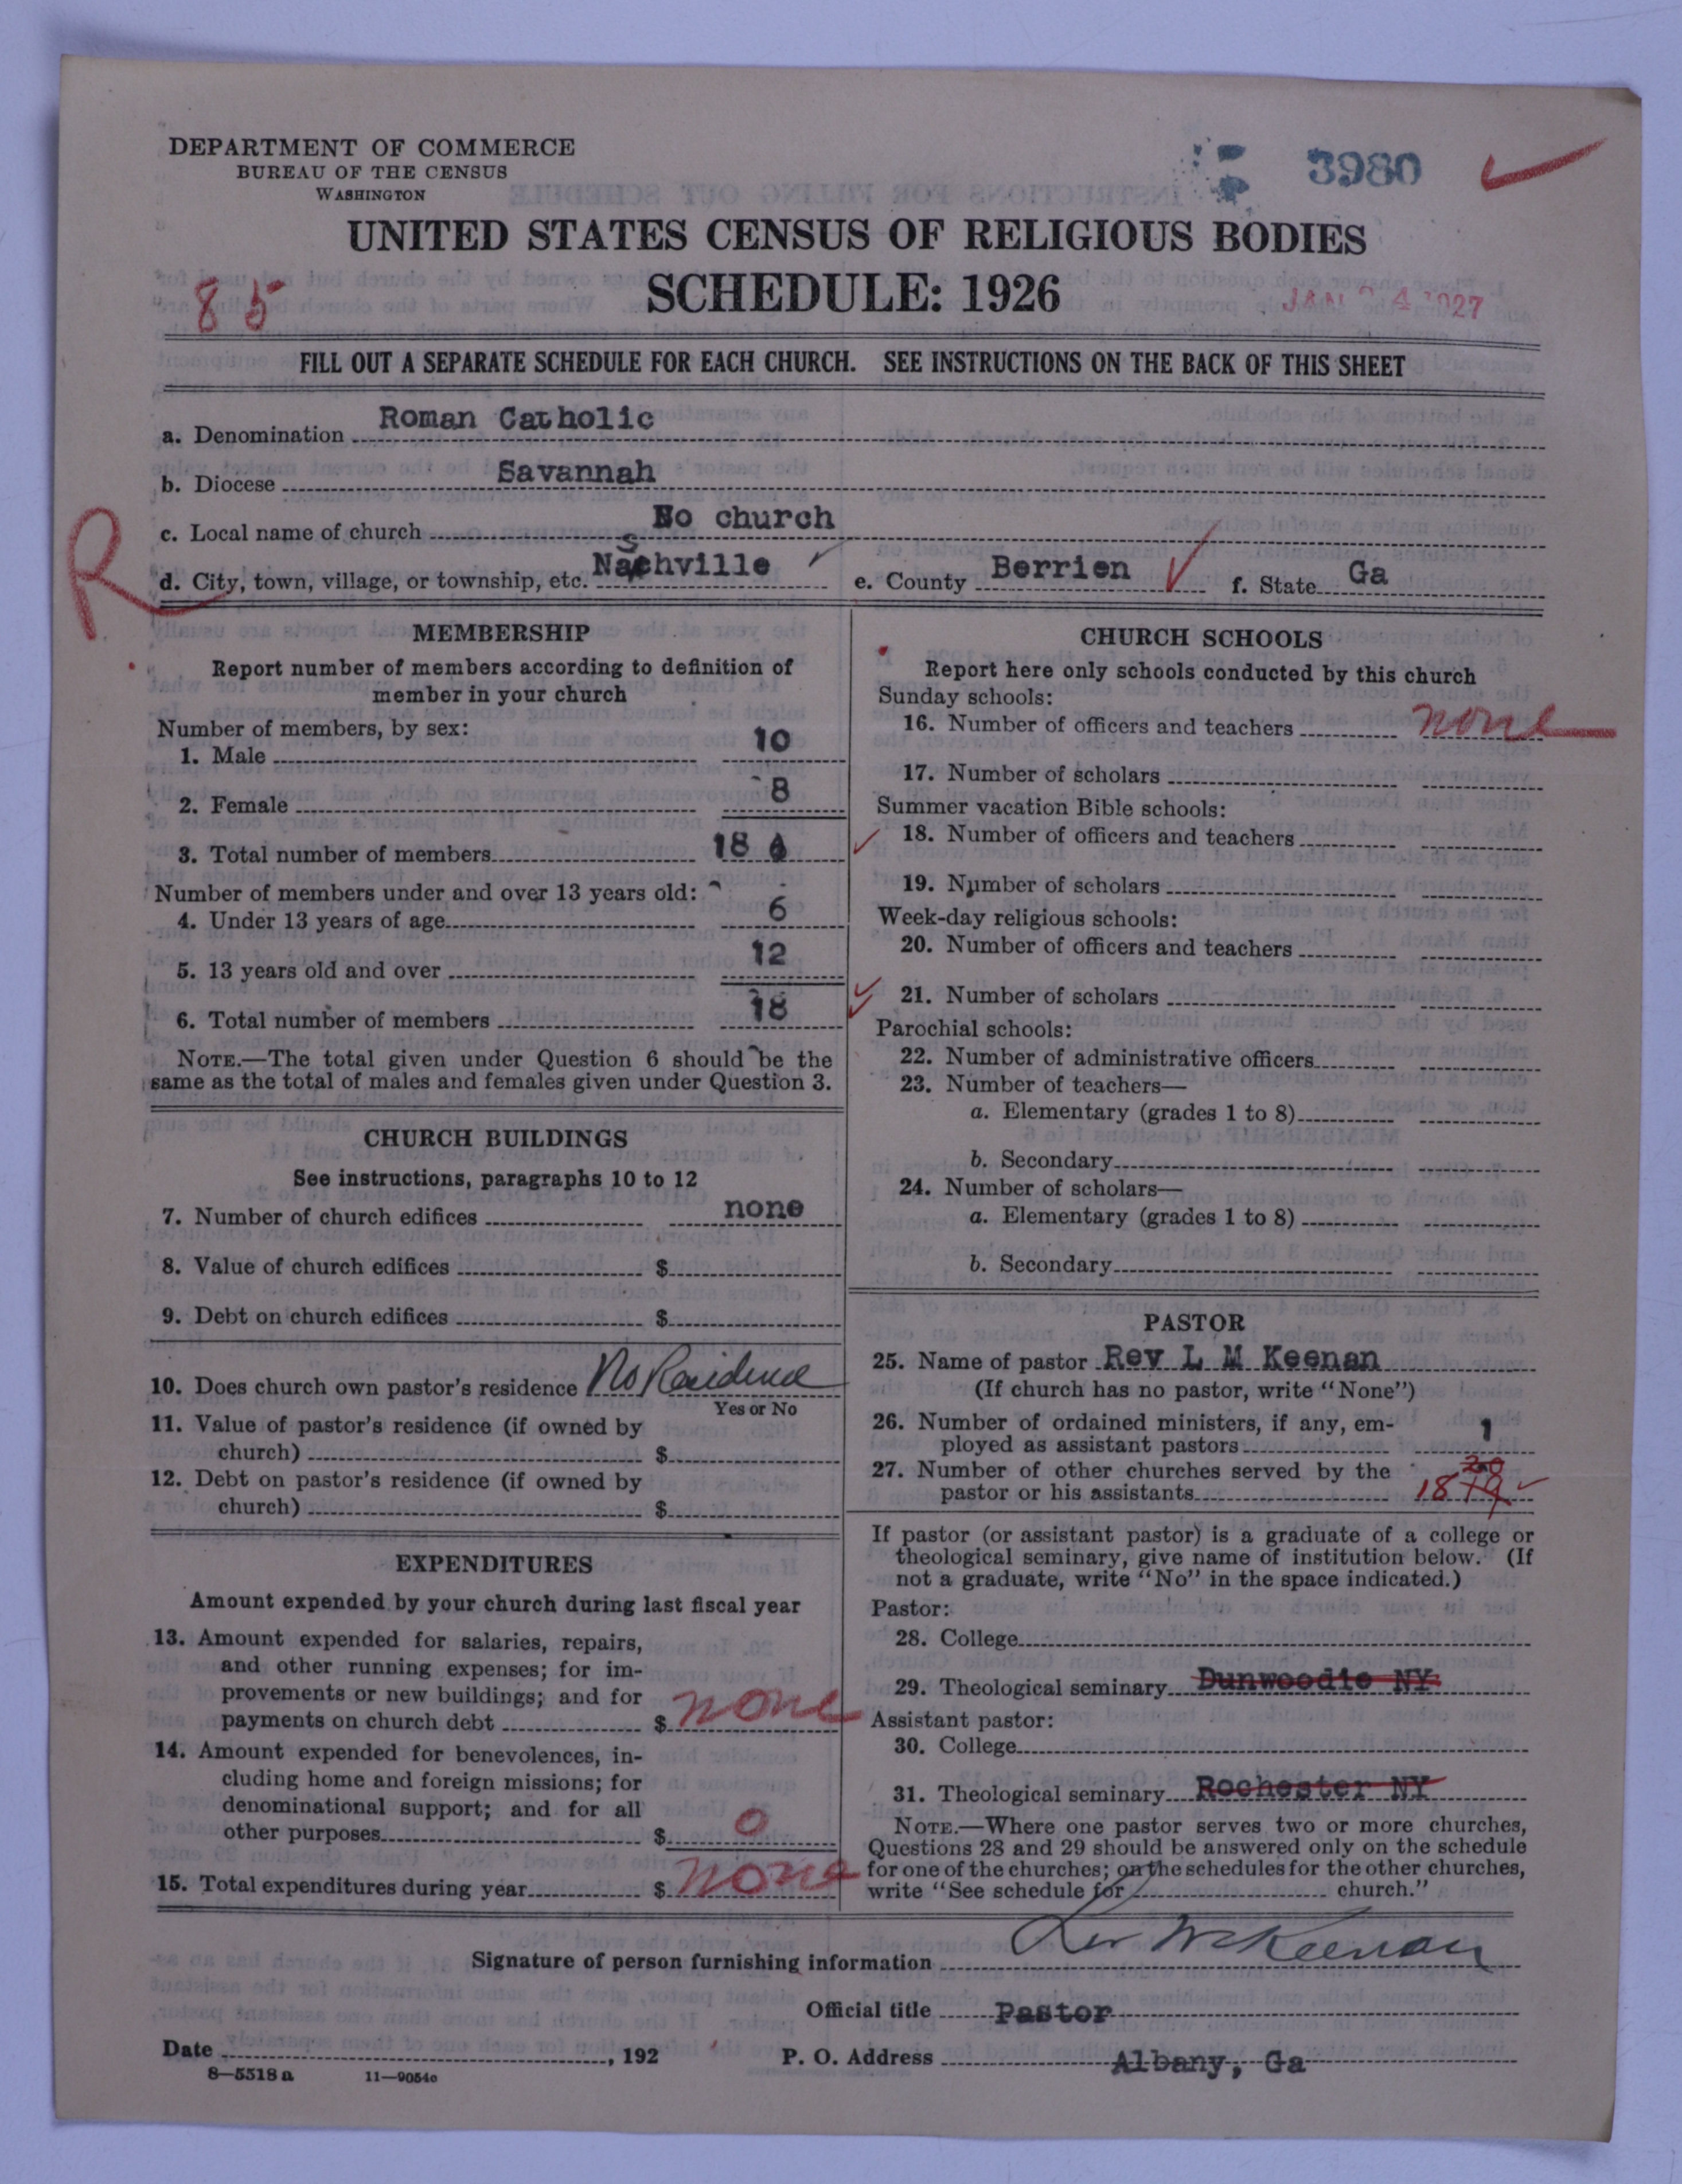 DEPARTMENT OF COMMERCE
BUREAU OF THE CENSUS
WASHINGTON
3980
UNITED STATES CENSUS OF RELIGIOUS BODIES
SCHEDULE: 1926
85
JAN 24 1927
FILL OUT A SEPARATE SCHEDULE FOR EACH CHURCH. SEE INSTRUCTIONS ON THE BACK OF THIS SHEET
a. Denomination Roman Catholic
b. Diocese Savannah
c. Local name of church No church
R
d. City, town, village, or township, etc. Nashville e. County Berrien f. State Ga
MEMBERSHIP
Report number of members according to definition of
member in your church
Number of members, by sex:
1. Male 10
2. Female 8
3. Total number of members 18
Number of members under and over 13 years old:
4. Under 13 years of age 6
5. 13 years old and over 12
6. Total number of members 18
NOTE.—The total given under Question 6 should be the
same as the total of males and females given under Question 3.
CHURCH BUILDINGS
See instructions, paragraphs 10 to 12
7. Number of church edifices none
8. Value of church edifices $
9. Debt on church edifices $
10. Does church own pastor's residence No Residence
Yes or No
11. Value of pastor's residence (if owned by
church) $
12. Debt on pastor's residence (if owned by
church) $
EXPENDITURES
Amount expended by your church during last fiscal year
13. Amount expended for salaries, repairs,
and other running expenses; for im-
provements or new buildings; and for
payments on church debt $ none
14. Amount expended for benevolences, in-
cluding home and foreign missions; for
denominational support; and for all
other purposes $ 0
15. Total expenditures during year $ none
CHURCH SCHOOLS
Report here only schools conducted by this church
Sunday schools:
16. Number of officers and teachers none
17. Number of scholars
Summer vacation Bible schools:
18. Number of officers and teachers
19. Number of scholars
Week-day religious schools:
20. Number of officers and teachers
21. Number of scholars
Parochial schools:
22. Number of administrative officers
23. Number of teachers—
a. Elementary (grades 1 to 8)
b. Secondary
24. Number of scholars—
a. Elementary (grades 1 to 8)
b. Secondary
PASTOR
25. Name of pastor Rev L M Keenan
(If church has no pastor, write "None")
26. Number of ordained ministers, if any, em-
ployed as assistant pastors 1
20
27. Number of other churches served by the
pastor or his assistants 18 19
If pastor (or assistant pastor) is a graduate of a college or
theological seminary, give name of institution below. (If
not a graduate, write "No" in the space indicated.)
Pastor:
28. College
29. Theological seminary Dunwoodie NY
Assistant pastor:
30. College
31. Theological seminary Rochester NY
NOTE.—Where one pastor serves two or more churches,
Questions 28 and 29 should be answered only on the schedule
for one of the churches; on the schedules for the other churches,
write "See schedule for church."
Signature of person furnishing information Leo M Keenan
Official title Pastor
Date , 192 P. O. Address Albany, Ga
8—5518 a 11—9054c